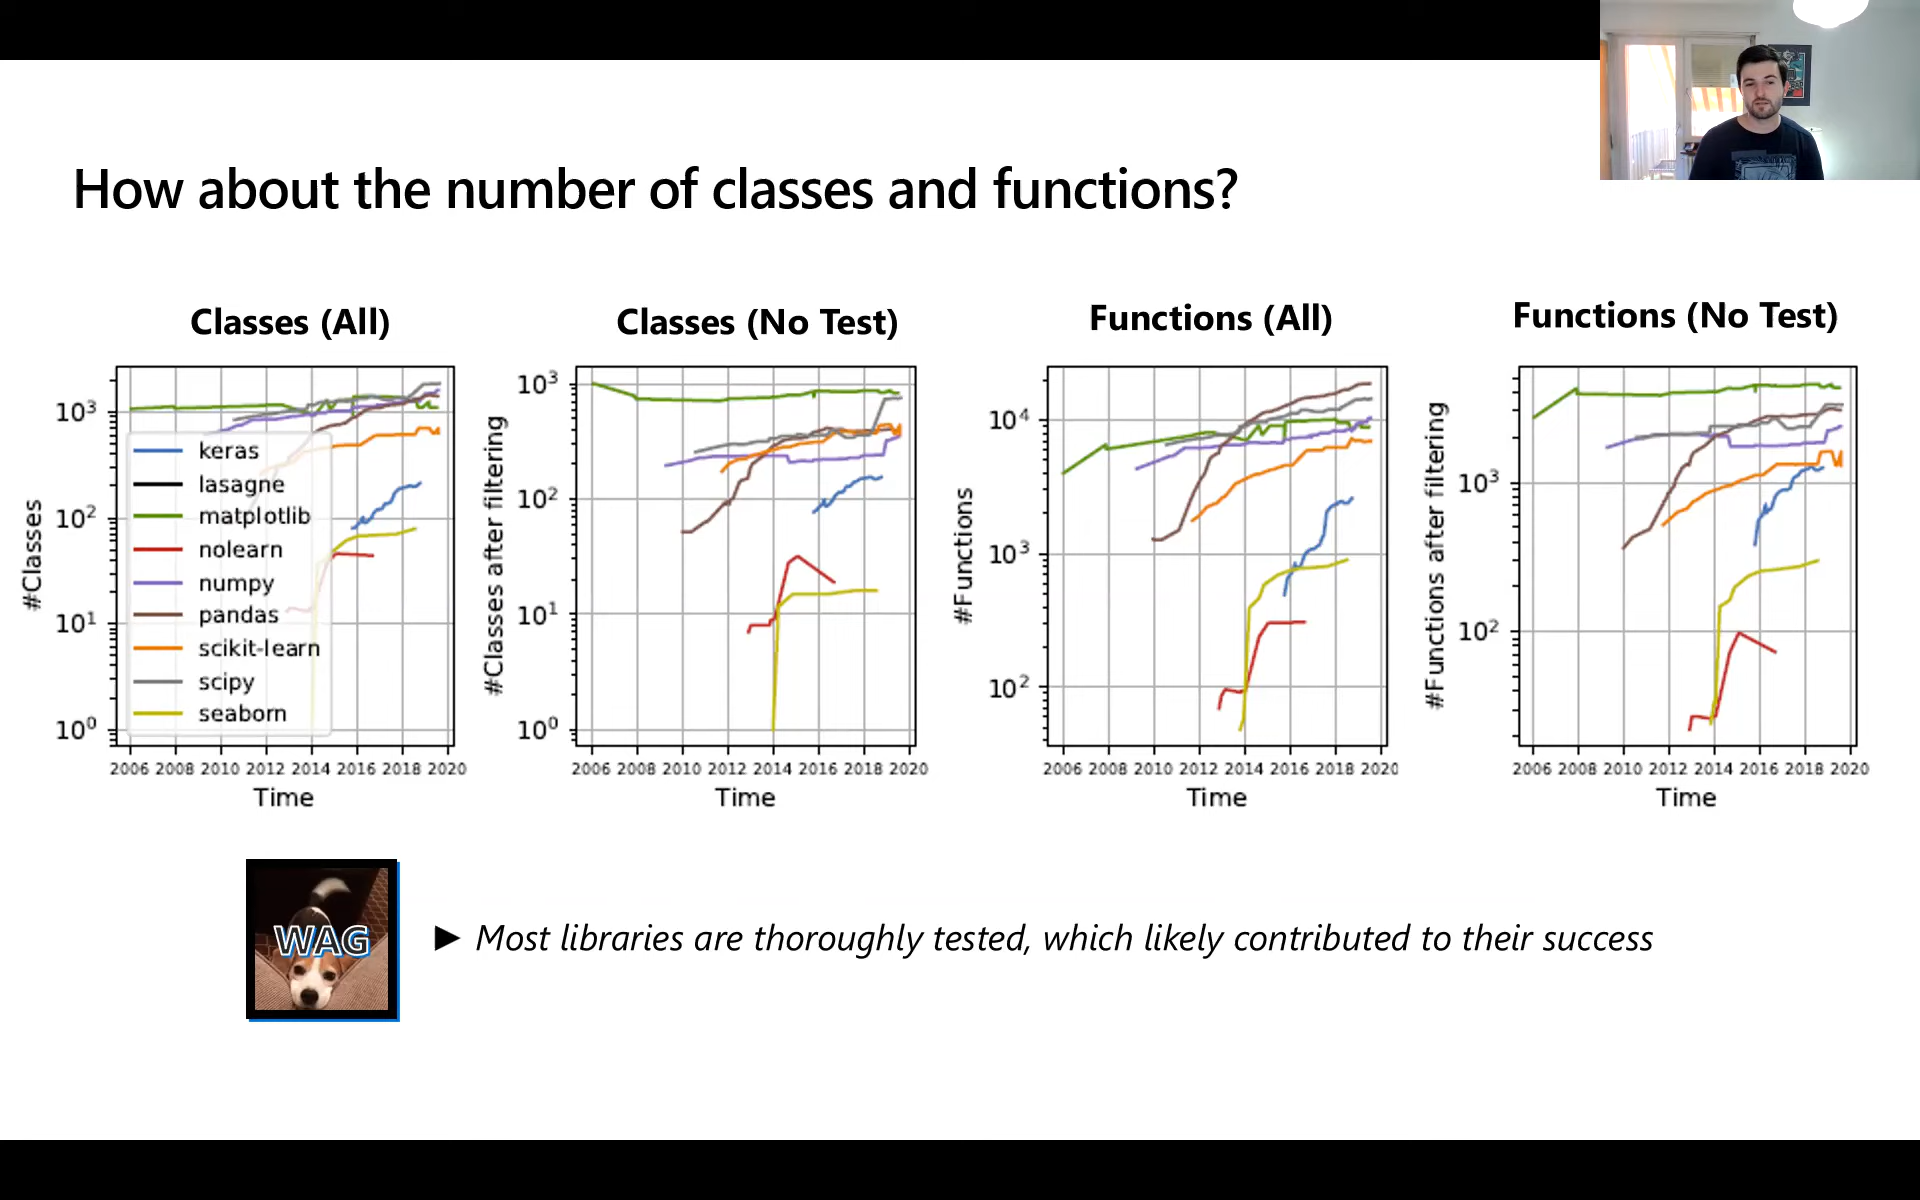 How about the number of classes and functions?
Classes (All)
Classes (No Test)
Functions (All)
Functions (No Test)
#Classes
10³
10²
10¹
10⁰
keras
lasagne
matplotlib
nolearn
numpy
pandas
scikit-learn
scipy
seaborn
2006 2008 2010 2012 2014 2016 2018 2020
Time
#Classes after filtering
10³
10²
10¹
10⁰
2006 2008 2010 2012 2014 2016 2018 2020
Time
#Functions
10⁴
10³
10²
2006 2008 2010 2012 2014 2016 2018 2020
Time
#Functions after filtering
10³
10²
2006 2008 2010 2012 2014 2016 2018 2020
Time
WAG
► Most libraries are thoroughly tested, which likely contributed to their success